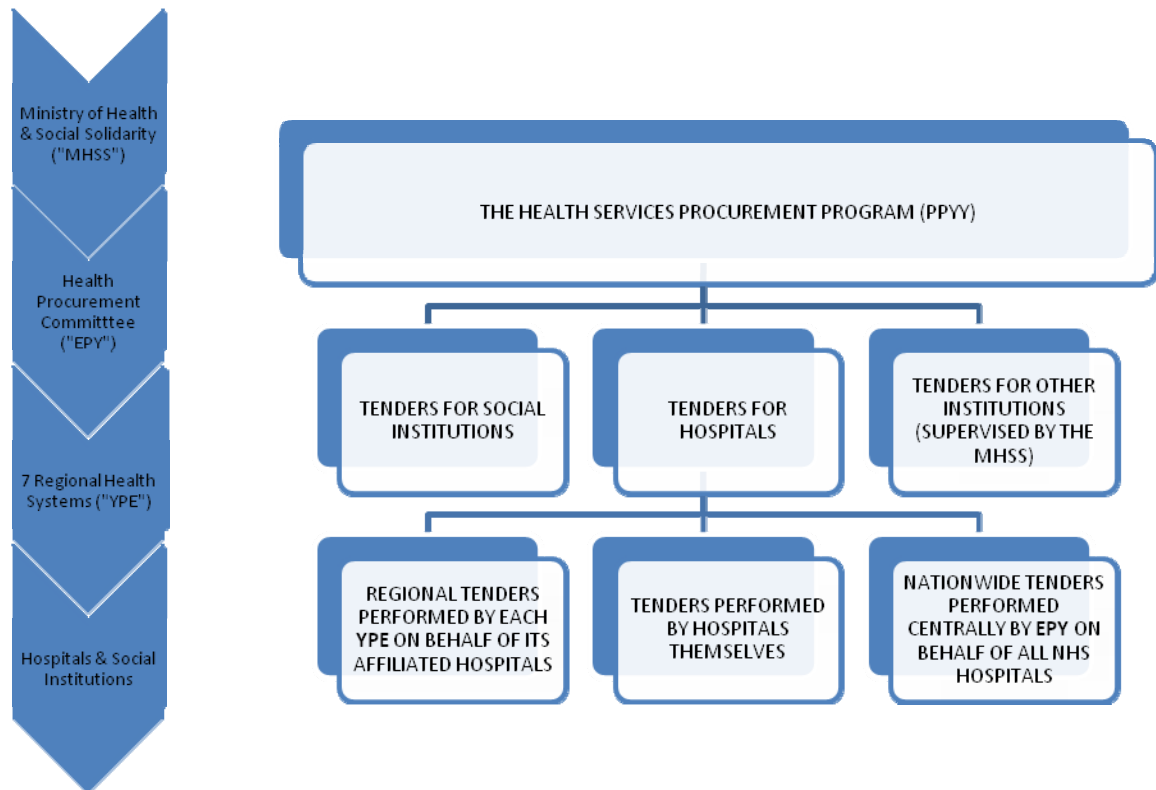 Ministry of Health
& Social Solidarity
("MHSS")
Health
Procurement
Committtee
("EPY")
7 Regional Health
Systems ("YPE")
Hospitals & Social
Institutions
THE HEALTH SERVICES PROCUREMENT PROGRAM (PPYY)
TENDERS FOR SOCIAL
INSTITUTIONS
TENDERS FOR
HOSPITALS
TENDERS FOR OTHER
INSTITUTIONS
(SUPERVISED BY THE
MHSS)
REGIONAL TENDERS
PERFORMED BY EACH
YPE ON BEHALF OF ITS
AFFILIATED HOSPITALS
TENDERS PERFORMED
BY HOSPITALS
THEMSELVES
NATIONWIDE TENDERS
PERFORMED
CENTRALLY BY EPY ON
BEHALF OF ALL NHS
HOSPITALS